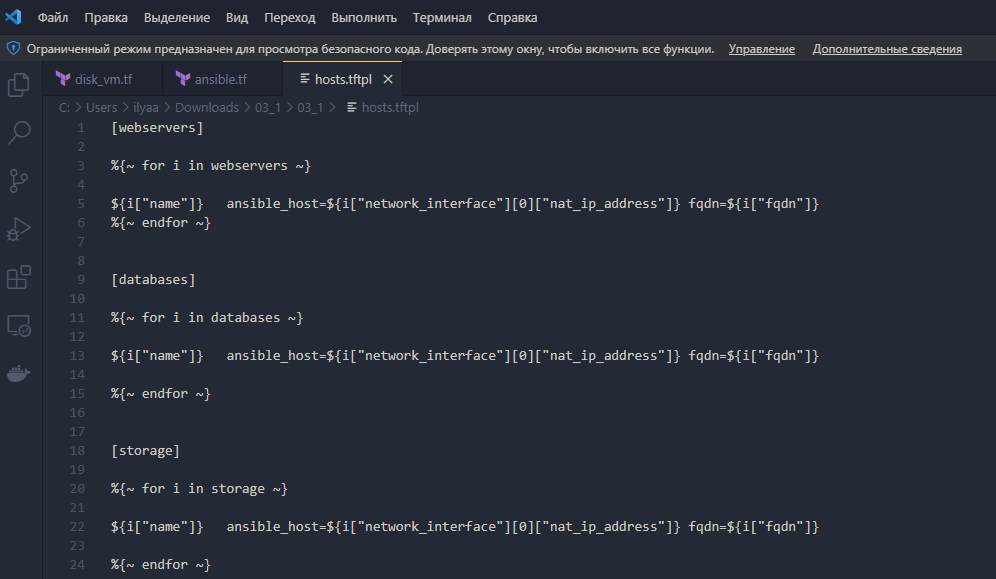 Файл Правка Выделение Вид Переход Выполнить Терминал Справка
Ограниченный режим предназначен для просмотра безопасного кода. Доверять этому окну, чтобы включить все функции. Управление Дополнительные сведения
disk_vm.tf ansible.tf hosts.tftpl ×
C: > Users > ilyaa > Downloads > 03_1 > 03_1 > hosts.tftpl
1 [webservers]
2
3 %{~ for i in webservers ~}
4
5 ${i["name"]}   ansible_host=${i["network_interface"][0]["nat_ip_address"]} fqdn=${i["fqdn"]}
6 %{~ endfor ~}
7
8
9 [databases]
10
11 %{~ for i in databases ~}
12
13 ${i["name"]}   ansible_host=${i["network_interface"][0]["nat_ip_address"]} fqdn=${i["fqdn"]}
14
15 %{~ endfor ~}
16
17
18 [storage]
19
20 %{~ for i in storage ~}
21
22 ${i["name"]}   ansible_host=${i["network_interface"][0]["nat_ip_address"]} fqdn=${i["fqdn"]}
23
24 %{~ endfor ~}